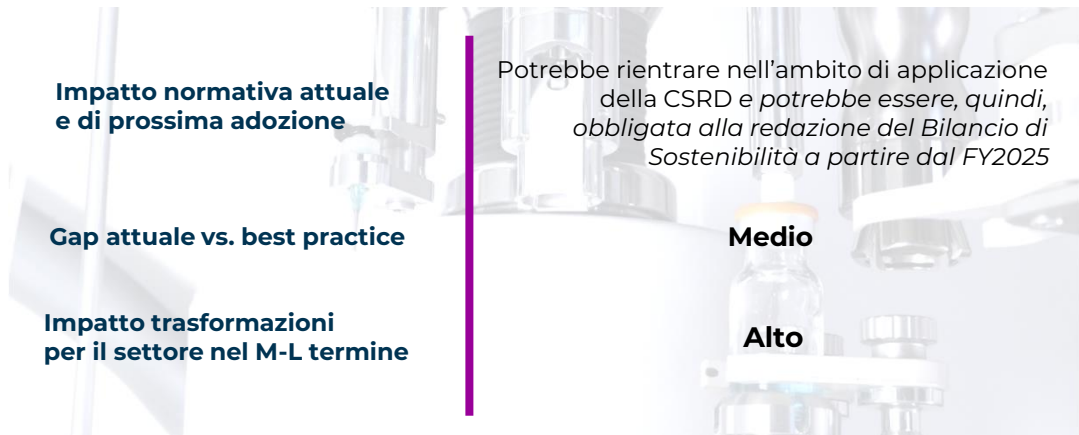 Impatto normativa attuale
e di prossima adozione
Potrebbe rientrare nell’ambito di applicazione
della CSRD e potrebbe essere, quindi,
obbligata alla redazione del Bilancio di
Sostenibilità a partire dal FY2025
Gap attuale vs. best practice
Medio
Impatto trasformazioni
per il settore nel M-L termine
Alto